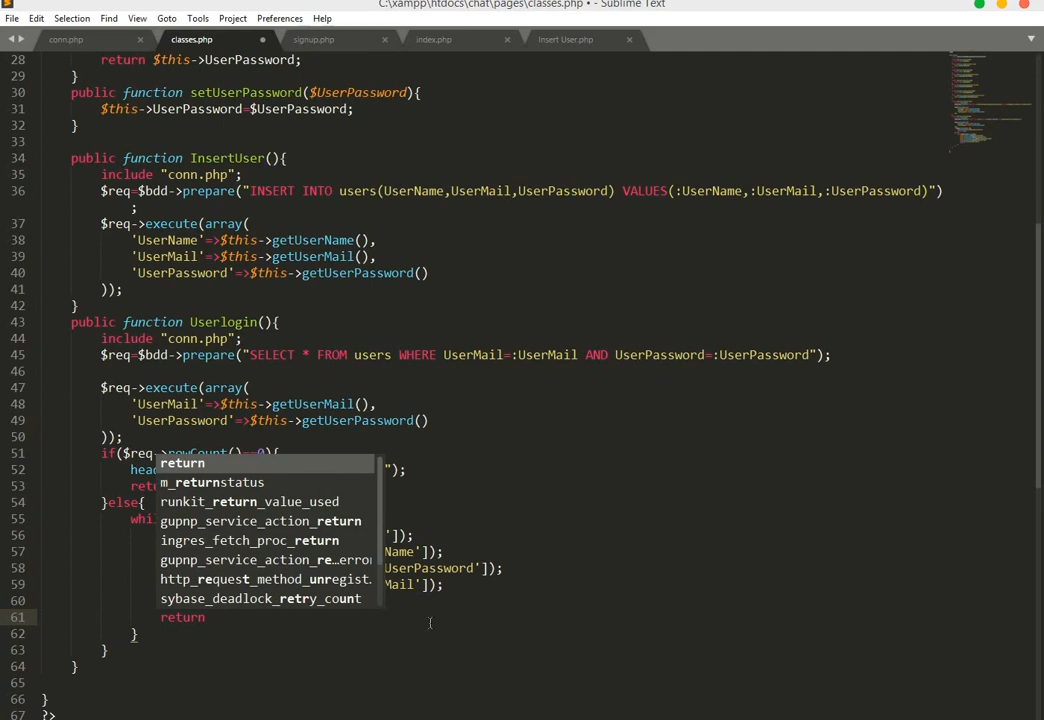 C:\xampp\htdocs\chat\pages\classes.php • - Sublime Text
File Edit Selection Find View Goto Tools Project Preferences Help
conn.php classes.php signup.php index.php Insert User.php
28 return $this->UserPassword;
29 }
30 public function setUserPassword($UserPassword){
31 $this->UserPassword=$UserPassword;
32 }
33
34 public function InsertUser(){
35 include "conn.php";
36 $req=$bdd->prepare("INSERT INTO users(UserName,UserMail,UserPassword) VALUES(:UserName,:UserMail,:UserPassword)")
;
37 $req->execute(array(
38 'UserName'=>$this->getUserName(),
39 'UserMail'=>$this->getUserMail(),
40 'UserPassword'=>$this->getUserPassword()
41 ));
42 }
43 public function Userlogin(){
44 include "conn.php";
45 $req=$bdd->prepare("SELECT * FROM users WHERE UserMail=:UserMail AND UserPassword=:UserPassword");
46
47 $req->execute(array(
48 'UserMail'=>$this->getUserMail(),
49 'UserPassword'=>$this->getUserPassword()
50 ));
51 if($req->rowCount()==0){
52 head ");
return
53 retu
m_returnstatus
54 }else{
runkit_return_value_used
55 whi
gupnp_service_action_return
56 ']);
ingres_fetch_proc_return
57 Name']);
gupnp_service_action_re…error
58 UserPassword']);
http_request_method_unregist.
59 Mail']);
sybase_deadlock_retry_count
60
61 return
62 }
63 }
64 }
65
66 }
67 ?>